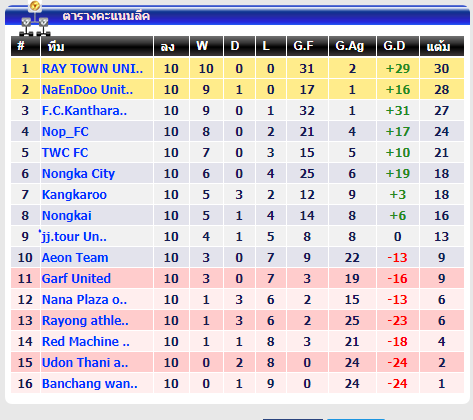 ตารางคะแนนลีค
# ทีม ลง W D L G.F G.Ag G.D แต้ม
1 RAY TOWN UNI.. 10 10 0 0 31 2 +29 30
2 NaEnDoo Unit.. 10 9 1 0 17 1 +16 28
3 F.C.Kanthara.. 10 9 0 1 32 1 +31 27
4 Nop_FC 10 8 0 2 21 4 +17 24
5 TWC FC 10 7 0 3 15 5 +10 21
6 Nongka City 10 6 0 4 25 6 +19 18
7 Kangkaroo 10 5 3 2 12 9 +3 18
8 Nongkai 10 5 1 4 14 8 +6 16
9 ่jj.tour Un.. 10 4 1 5 8 8 0 13
10 Aeon Team 10 3 0 7 9 22 -13 9
11 Garf United 10 3 0 7 3 19 -16 9
12 Nana Plaza o.. 10 1 3 6 2 15 -13 6
13 Rayong athle.. 10 1 3 6 2 25 -23 6
14 Red Machine .. 10 1 1 8 3 21 -18 4
15 Udon Thani a.. 10 0 2 8 0 24 -24 2
16 Banchang wan.. 10 0 1 9 0 24 -24 1